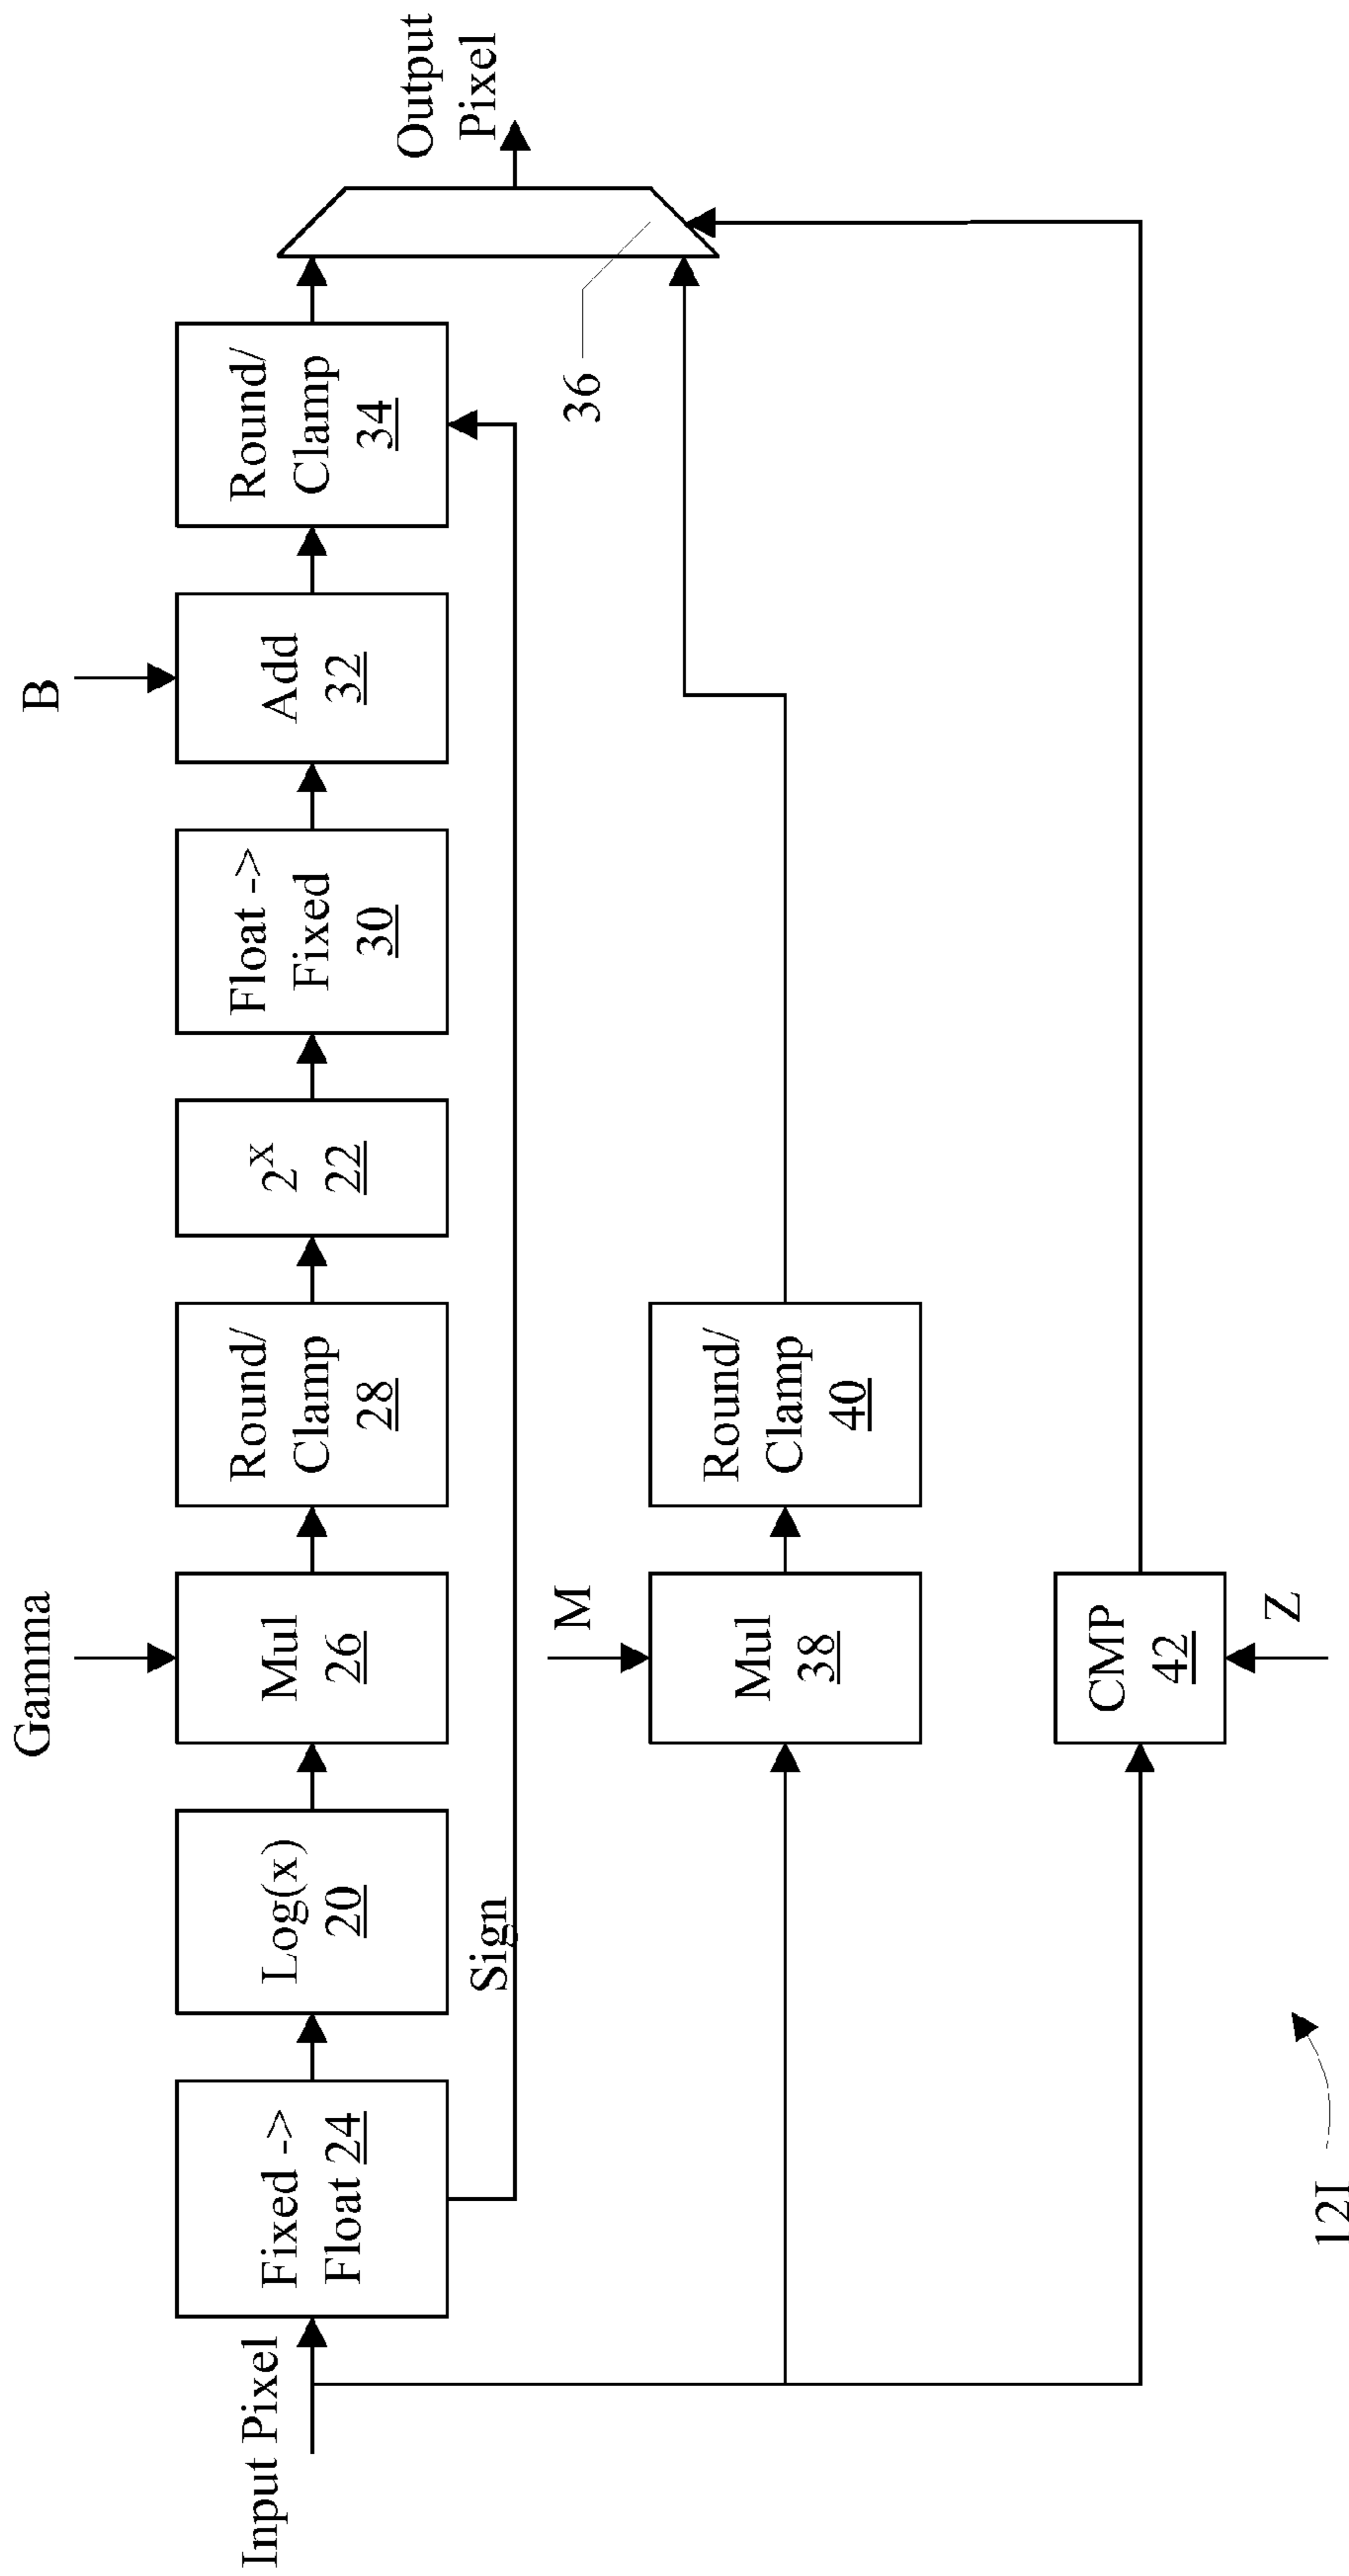 Input Pixel
Fixed ->
Float 24
Log(x)
20
Gamma
Mul
26
Round/
Clamp
28
2^X
22
Float ->
Fixed
30
B
Add
32
Round/
Clamp
34
Output
Pixel
Sign
36
M
Mul
38
Round/
Clamp
40
CMP
42
Z
12I